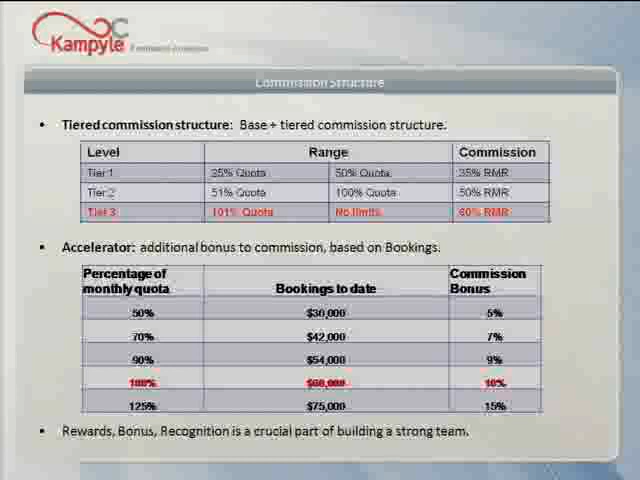 Kampyle Feedback Analytics
Commission Structure
• Tiered commission structure: Base + tiered commission structure.
Level Range Commission
Tier 1 25% Quota 50% Quota 35% RMR
Tier 2 51% Quota 100% Quota 50% RMR
Tier 3 101% Quota No limits 60% RMR
• Accelerator: additional bonus to commission, based on Bookings.
Percentage of monthly quota Bookings to date Commission Bonus
50% $30,000 5%
70% $42,000 7%
90% $54,000 9%
100% $60,000 10%
125% $75,000 15%
• Rewards, Bonus, Recognition is a crucial part of building a strong team.